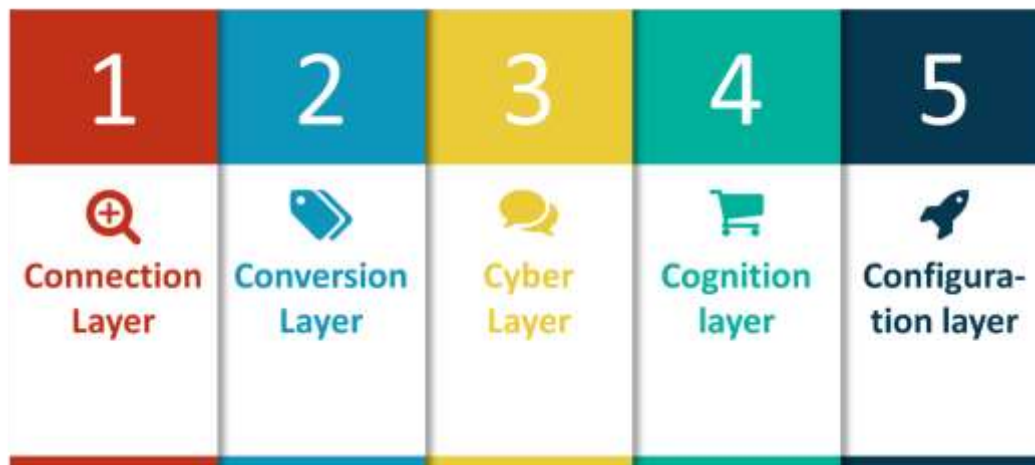 1
2
3
4
5
Connection
Layer
Conversion
Layer
Cyber
Layer
Cognition
layer
Configura-
tion layer